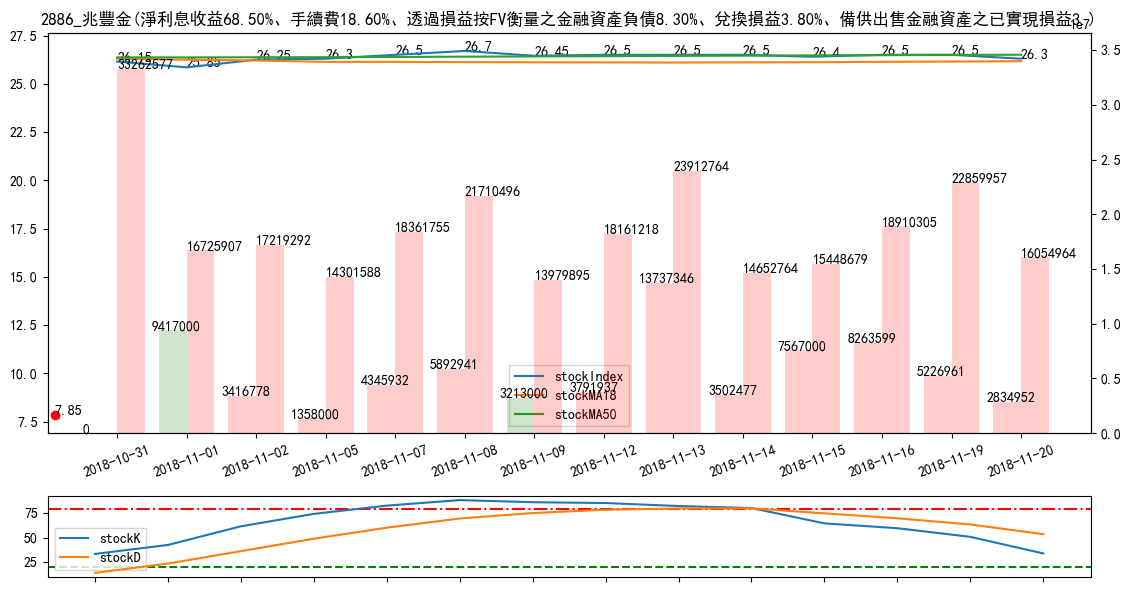 2886_兆豐金(淨利息收益68.50%、手續費18.60%、透過損益按FV衡量之金融資產負債8.30%、兌換損益3.80%、備供出售金融資產之已實現損益3.)
1e7
27.5
25.0
22.5
20.0
17.5
15.0
12.5
10.0
7.5
3.5
3.0
2.5
2.0
1.5
1.0
0.5
0.0
26.15 25.85 26.25 26.3 26.5 26.7 26.45 26.5 26.5 26.5 26.4 26.5 26.5 26.3
33262577 16725907 17219292 14301588 18361755 21710496 13979895 18161218 23912764 14652764 15448679 18910305 22859957 16054964
7.85
0 9417000 3416778 1358000 4345932 5892941 3213000 3791937 13737346 3502477 7567000 8263599 5226961 2834952
stockIndex
stockMA18
stockMA50
2018-10-31 2018-11-01 2018-11-02 2018-11-05 2018-11-07 2018-11-08 2018-11-09 2018-11-12 2018-11-13 2018-11-14 2018-11-15 2018-11-16 2018-11-19 2018-11-20
75
50
25
stockK
stockD